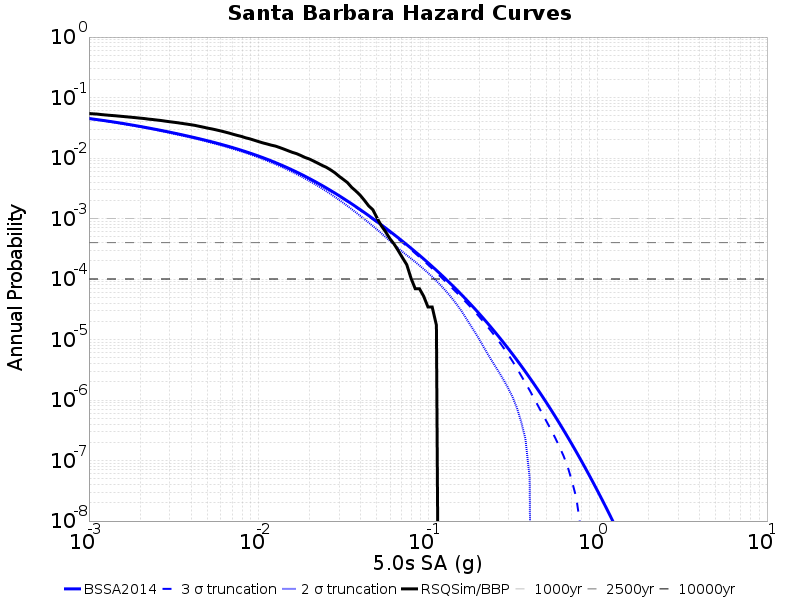 Santa Barbara Hazard Curves
10^0
10^-1
10^-2
10^-3
10^-4
10^-5
10^-6
10^-7
10^-8
Annual Probability
10^-3 10^-2 10^-1 10^0 10^1
5.0s SA (g)
BSSA2014 3 σ truncation 2 σ truncation RSQSim/BBP 1000yr 2500yr 10000yr